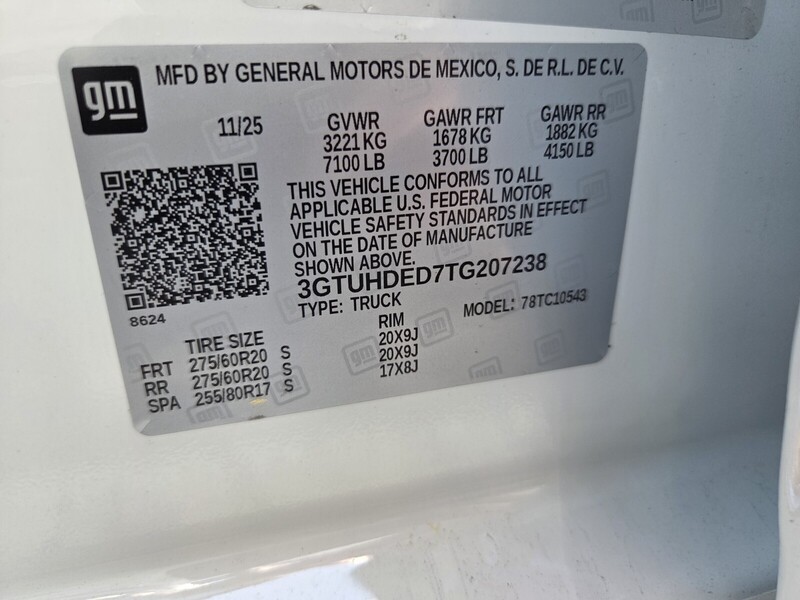 gm
MFD BY GENERAL MOTORS DE MEXICO, S. DE R.L. DE C.V.
11/25 GVWR GAWR FRT GAWR RR
3221 KG 1678 KG 1882 KG
7100 LB 3700 LB 4150 LB
THIS VEHICLE CONFORMS TO ALL
APPLICABLE U.S. FEDERAL MOTOR
VEHICLE SAFETY STANDARDS IN EFFECT
ON THE DATE OF MANUFACTURE
SHOWN ABOVE.
3GTUHDED7TG207238
TYPE: TRUCK MODEL: 78TC10543
8624
TIRE SIZE RIM
FRT 275/60R20 S 20X9J
RR 275/60R20 S 20X9J
SPA 255/80R17 S 17X8J